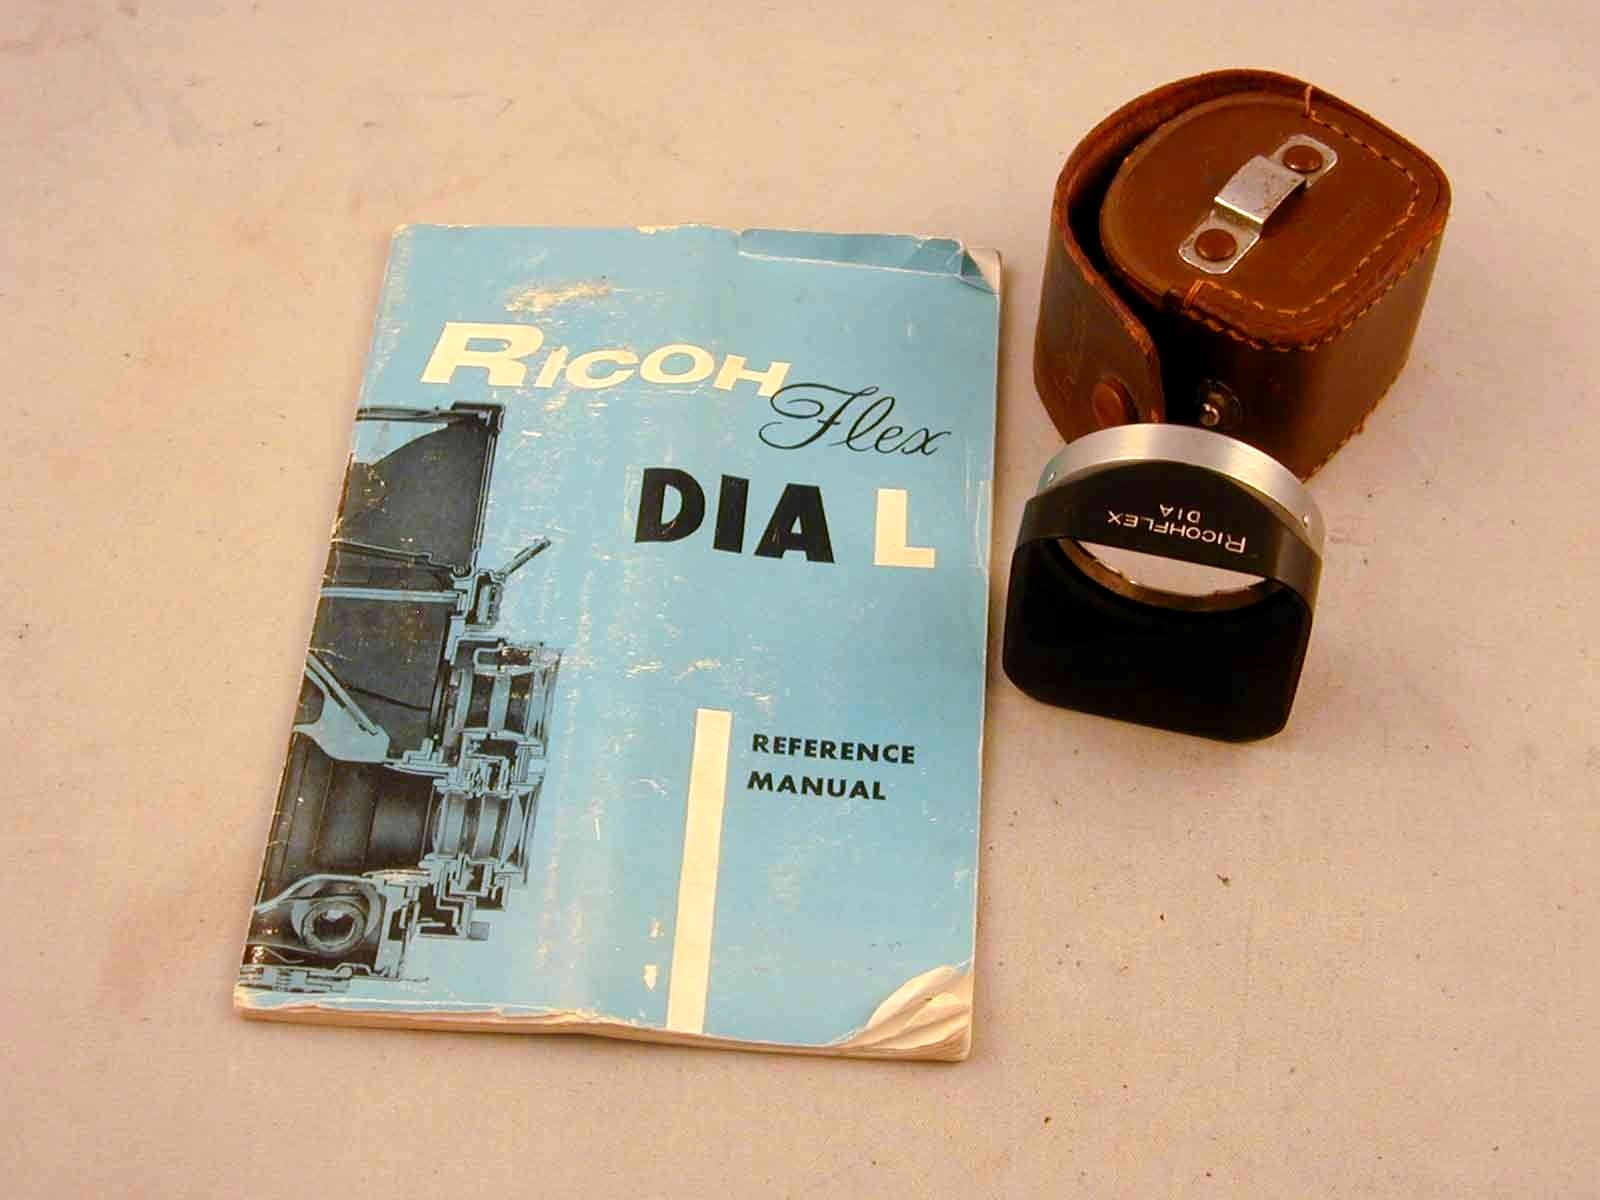 RICOH
Flex
DIA L
REFERENCE
MANUAL
RICOHFLEX
DIA